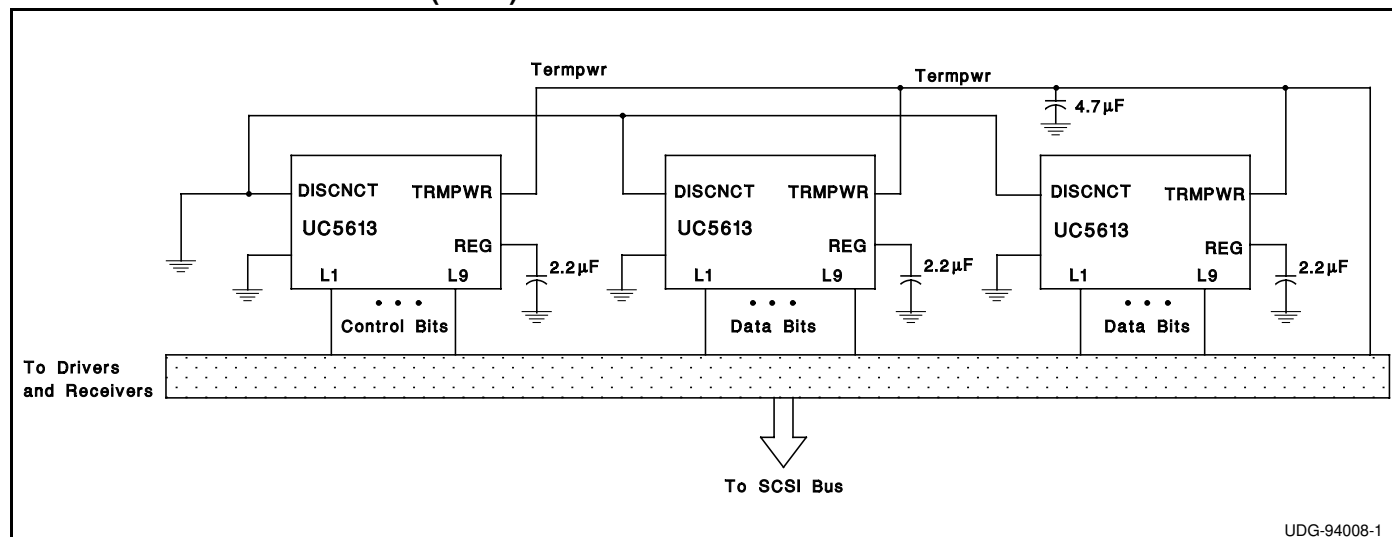 Termpwr
Termpwr
4.7µF
DISCNCT TRMPWR
UC5613
REG
2.2µF
L1 L9
• • •
Control Bits
DISCNCT TRMPWR
UC5613
REG
2.2µF
L1 L9
• • •
Data Bits
DISCNCT TRMPWR
UC5613
REG
2.2µF
L1 L9
• • •
Data Bits
To Drivers
and Receivers
To SCSI Bus
UDG-94008-1